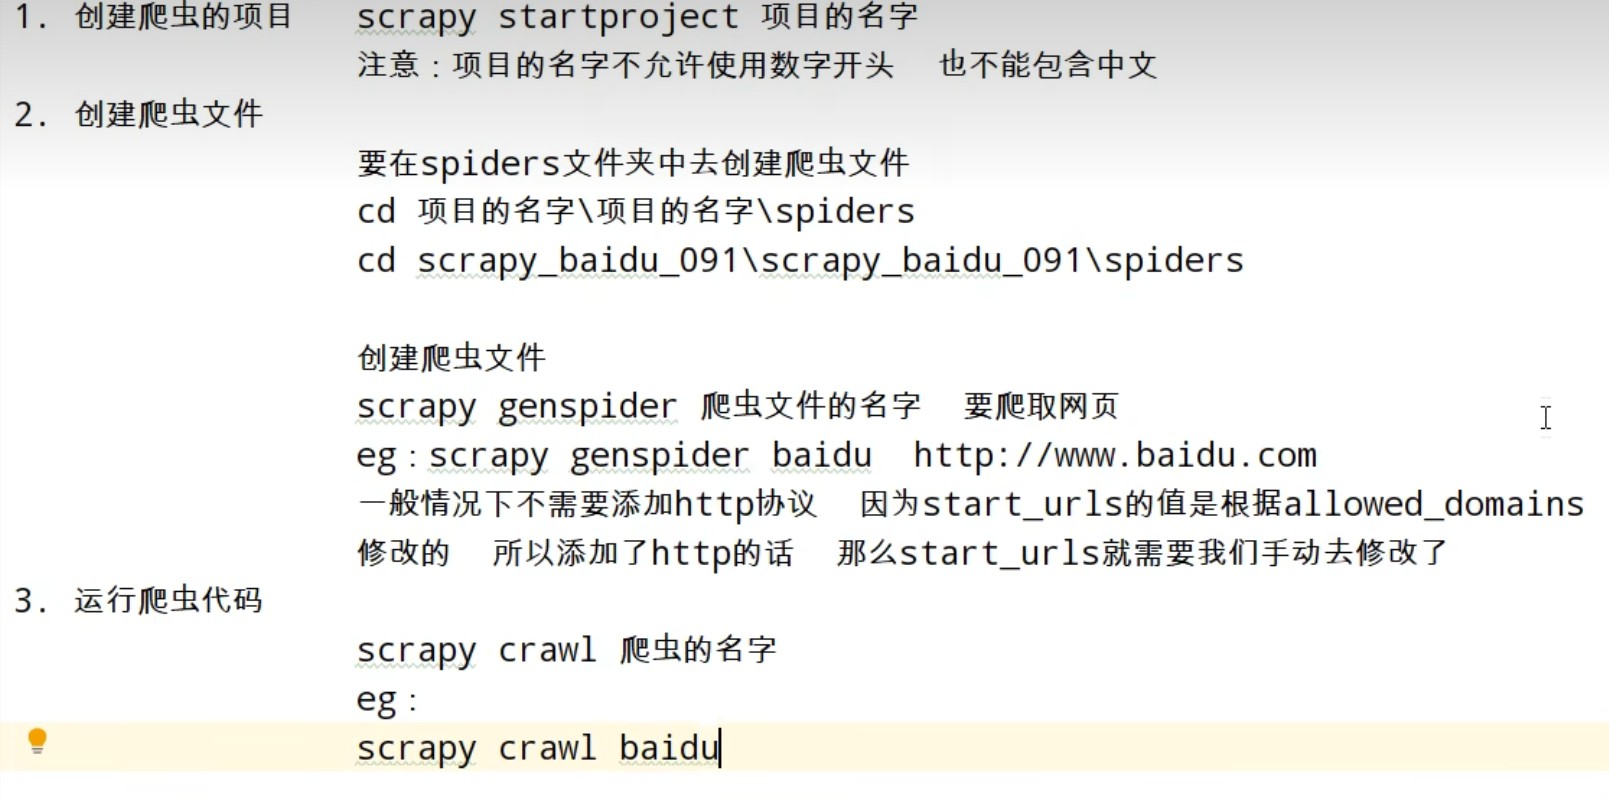 1. 创建爬虫的项目 scrapy startproject 项目的名字
注意：项目的名字不允许使用数字开头 也不能包含中文
2. 创建爬虫文件
要在spiders文件夹中去创建爬虫文件
cd 项目的名字\项目的名字\spiders
cd scrapy_baidu_091\scrapy_baidu_091\spiders
创建爬虫文件
scrapy genspider 爬虫文件的名字 要爬取网页
eg：scrapy genspider baidu http://www.baidu.com
一般情况下不需要添加http协议 因为start_urls的值是根据allowed_domains
修改的 所以添加了http的话 那么start_urls就需要我们手动去修改了
3. 运行爬虫代码
scrapy crawl 爬虫的名字
eg：
scrapy crawl baidu